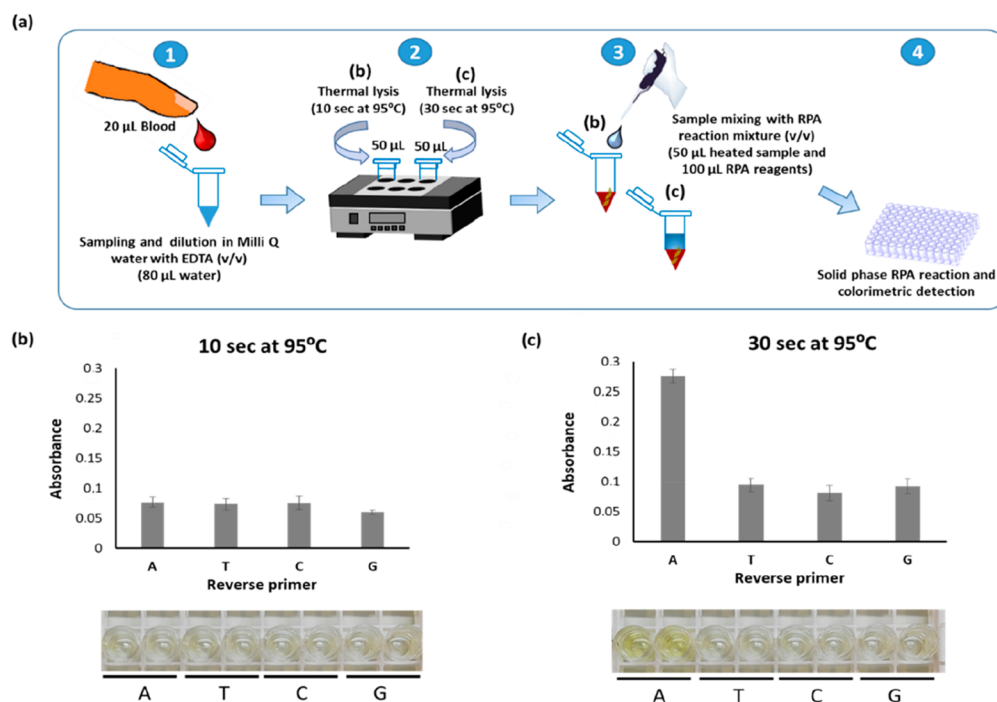 (a)
1
2
3
4
20 µL Blood
Sampling and dilution in Milli Q
water with EDTA (v/v)
(80 µL water)
(b)
Thermal lysis
(10 sec at 95°C)
(c)
Thermal lysis
(30 sec at 95°C)
50 µL
50 µL
(b)
(c)
Sample mixing with RPA
reaction mixture (v/v)
(50 µL heated sample and
100 µL RPA reagents)
Solid phase RPA reaction and
colorimetric detection
(b)
10 sec at 95°C
0.3
0.25
0.2
0.15
0.1
0.05
0
Absorbance
A T C G
Reverse primer
A T C G
(c)
30 sec at 95°C
0.3
0.25
0.2
0.15
0.1
0.05
0
Absorbance
A T C G
Reverse primer
A T C G